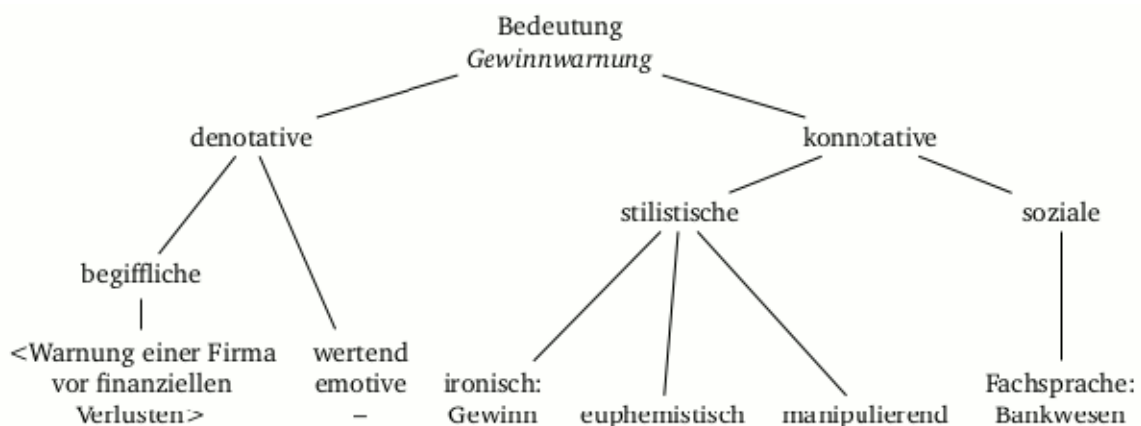 Bedeutung
Gewinnwarnung
denotative
konnotative
stilistische
soziale
begiffliche
<Warnung einer Firma
vor finanziellen
Verlusten>
wertend
emotive
–
ironisch:
Gewinn
euphemistisch
manipulierend
Fachsprache:
Bankwesen